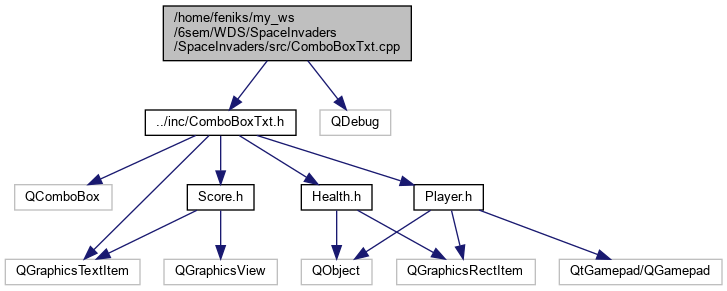 /home/feniks/my_ws
/6sem/WDS/SpaceInvaders
/SpaceInvaders/src/ComboBoxTxt.cpp
../inc/ComboBoxTxt.h
QDebug
QComboBox
Score.h
Health.h
Player.h
QGraphicsTextItem
QGraphicsView
QObject
QGraphicsRectItem
QtGamepad/QGamepad